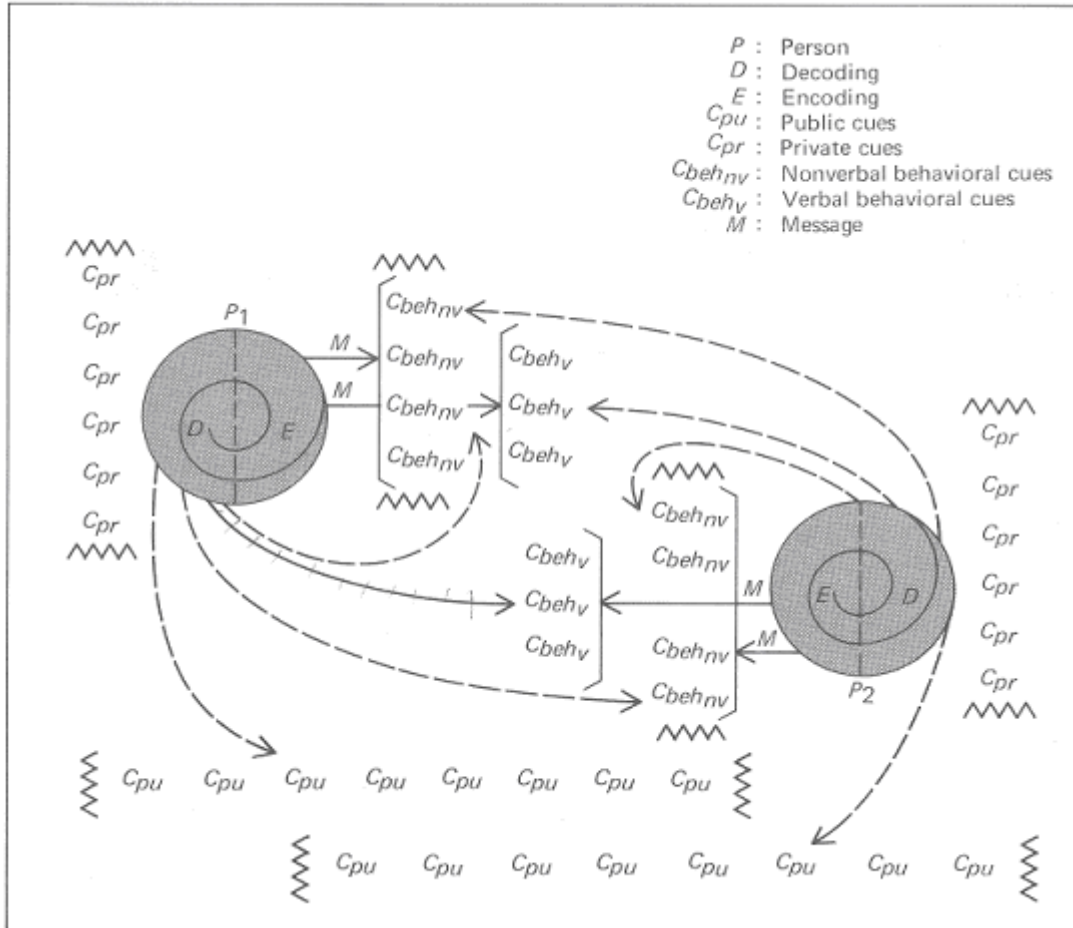 P : Person
D : Decoding
E : Encoding
Cpu : Public cues
Cpr : Private cues
Cbehnv : Nonverbal behavioral cues
Cbehv : Verbal behavioral cues
M : Message
Cpr
Cpr
Cpr
Cpr
Cpr
Cpr
P1
D E
M
M
Cbehnv
Cbehnv
Cbehnv
Cbehnv
Cbehv
Cbehv
Cbehv
Cbehv
Cbehv
Cbehv
Cbehnv
Cbehnv
Cbehnv
Cbehnv
M
M
E D
P2
Cpr
Cpr
Cpr
Cpr
Cpr
Cpr
Cpu Cpu Cpu Cpu Cpu Cpu Cpu Cpu
Cpu Cpu Cpu Cpu Cpu Cpu Cpu Cpu